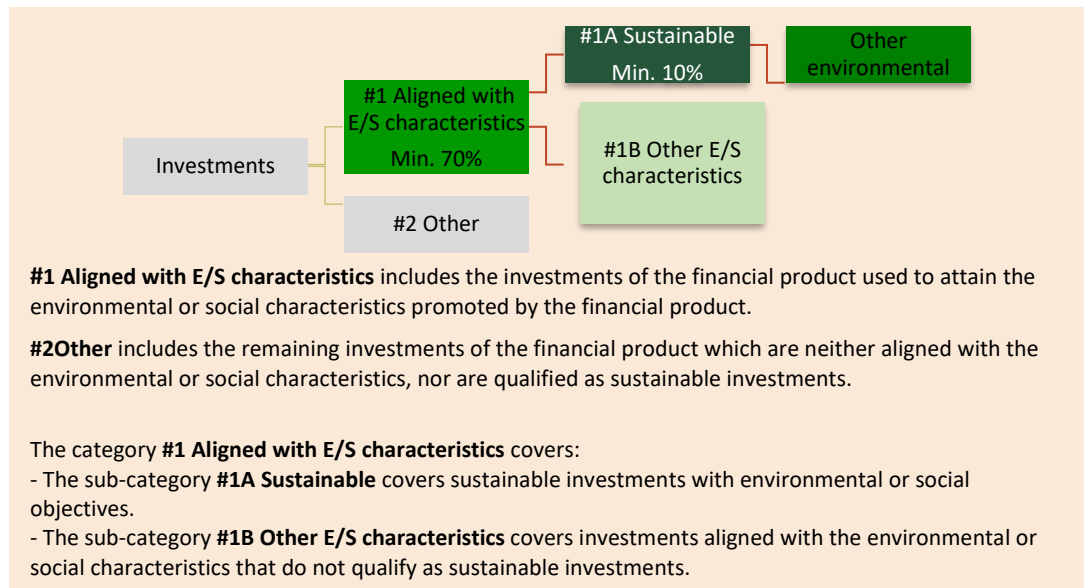 #1A Sustainable
Min. 10%
Other
environmental
#1 Aligned with
E/S characteristics
Min. 70%
#1B Other E/S
characteristics
Investments
#2 Other
#1 Aligned with E/S characteristics includes the investments of the financial product used to attain the
environmental or social characteristics promoted by the financial product.
#2Other includes the remaining investments of the financial product which are neither aligned with the
environmental or social characteristics, nor are qualified as sustainable investments.
The category #1 Aligned with E/S characteristics covers:
- The sub-category #1A Sustainable covers sustainable investments with environmental or social
objectives.
- The sub-category #1B Other E/S characteristics covers investments aligned with the environmental or
social characteristics that do not qualify as sustainable investments.